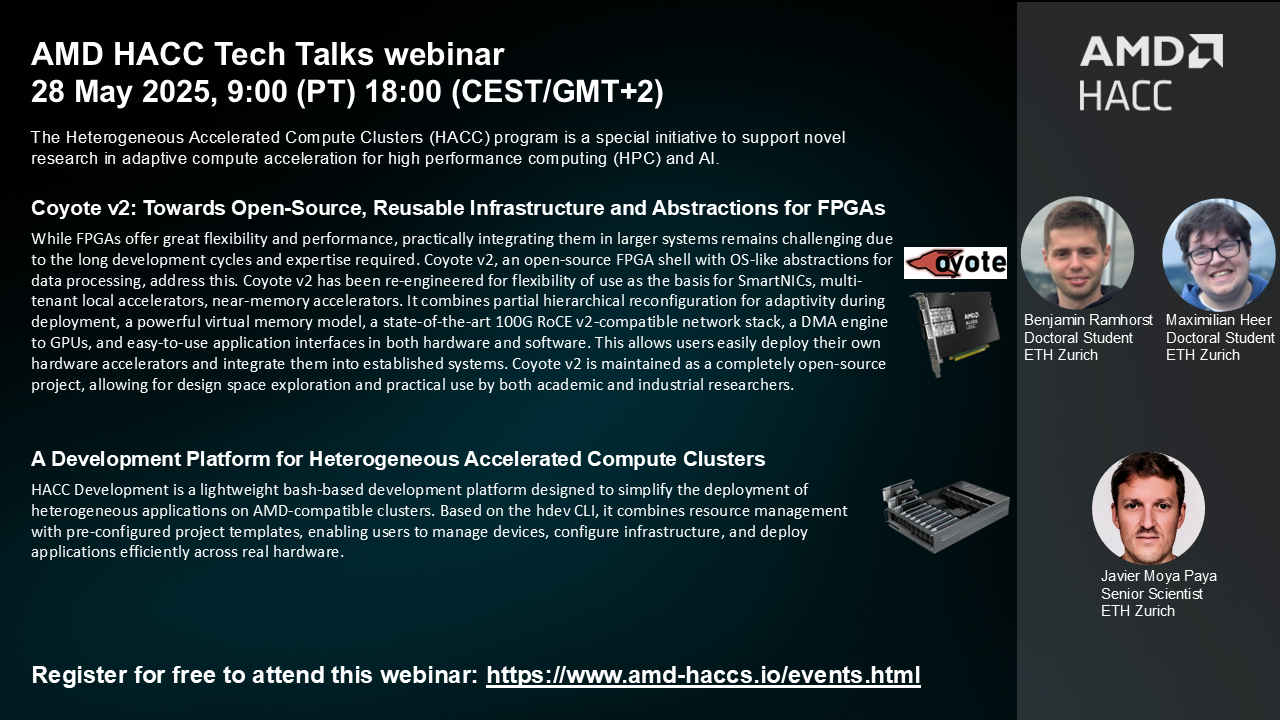 AMD HACC Tech Talks webinar
28 May 2025, 9:00 (PT) 18:00 (CEST/GMT+2)
The Heterogeneous Accelerated Compute Clusters (HACC) program is a special initiative to support novel
research in adaptive compute acceleration for high performance computing (HPC) and AI.
Coyote v2: Towards Open-Source, Reusable Infrastructure and Abstractions for FPGAs
While FPGAs offer great flexibility and performance, practically integrating them in larger systems remains challenging due
to the long development cycles and expertise required. Coyote v2, an open-source FPGA shell with OS-like abstractions for
data processing, address this. Coyote v2 has been re-engineered for flexibility of use as the basis for SmartNICs, multi-
tenant local accelerators, near-memory accelerators. It combines partial hierarchical reconfiguration for adaptivity during
deployment, a powerful virtual memory model, a state-of-the-art 100G RoCE v2-compatible network stack, a DMA engine
to GPUs, and easy-to-use application interfaces in both hardware and software. This allows users easily deploy their own
hardware accelerators and integrate them into established systems. Coyote v2 is maintained as a completely open-source
project, allowing for design space exploration and practical use by both academic and industrial researchers.
oyote
AMD
A Development Platform for Heterogeneous Accelerated Compute Clusters
HACC Development is a lightweight bash-based development platform designed to simplify the deployment of
heterogeneous applications on AMD-compatible clusters. Based on the hdev CLI, it combines resource management
with pre-configured project templates, enabling users to manage devices, configure infrastructure, and deploy
applications efficiently across real hardware.
Register for free to attend this webinar: https://www.amd-haccs.io/events.html
AMD
HACC
Benjamin Ramhorst
Doctoral Student
ETH Zurich
Maximilian Heer
Doctoral Student
ETH Zurich
Javier Moya Paya
Senior Scientist
ETH Zurich